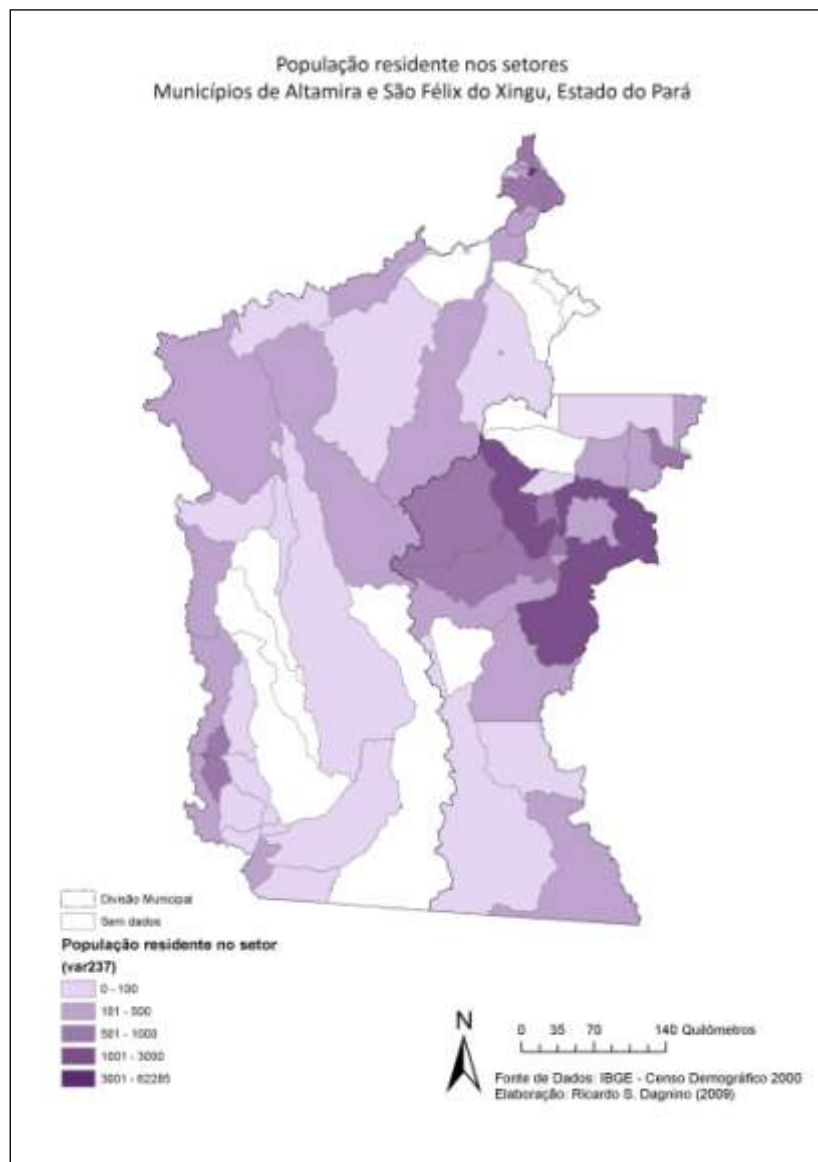 População residente nos setores
Municípios de Altamira e São Félix do Xingu, Estado do Pará
Divisão Municipal
Sem dados
População residente no setor
(var237)
0 - 100
101 - 500
501 - 1000
1001 - 3000
3001 - 62285
N
0 35 70 140 Quilômetros
Fonte de Dados: IBGE - Censo Demográfico 2000
Elaboração: Ricardo S. Dagnino (2009)